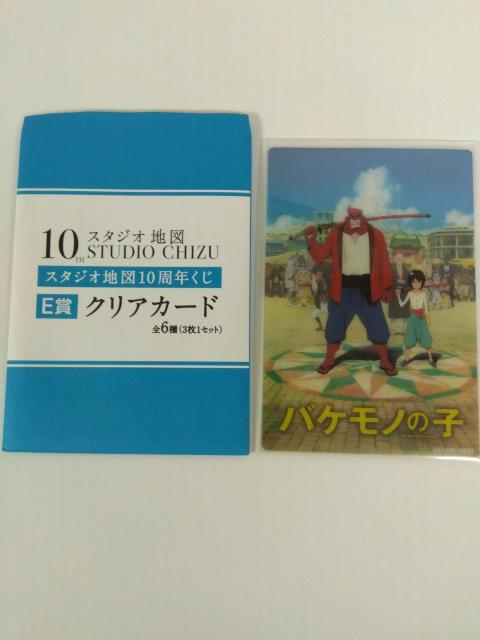 10TH
スタジオ地図
STUDIO CHIZU
スタジオ地図10周年くじ
E賞 クリアカード
全6種(3枚1セット)
バケモノの子